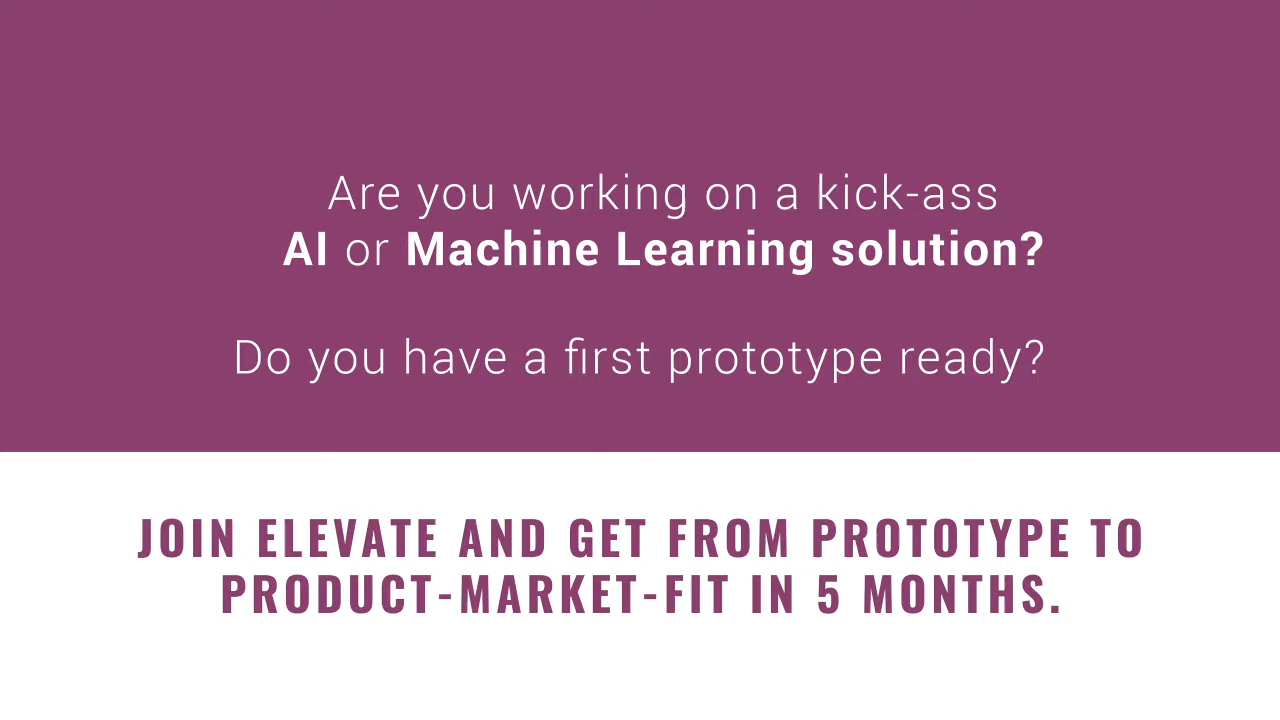 Are you working on a kick-ass
AI or Machine Learning solution?
Do you have a first prototype ready?
JOIN ELEVATE AND GET FROM PROTOTYPE TO
PRODUCT-MARKET-FIT IN 5 MONTHS.